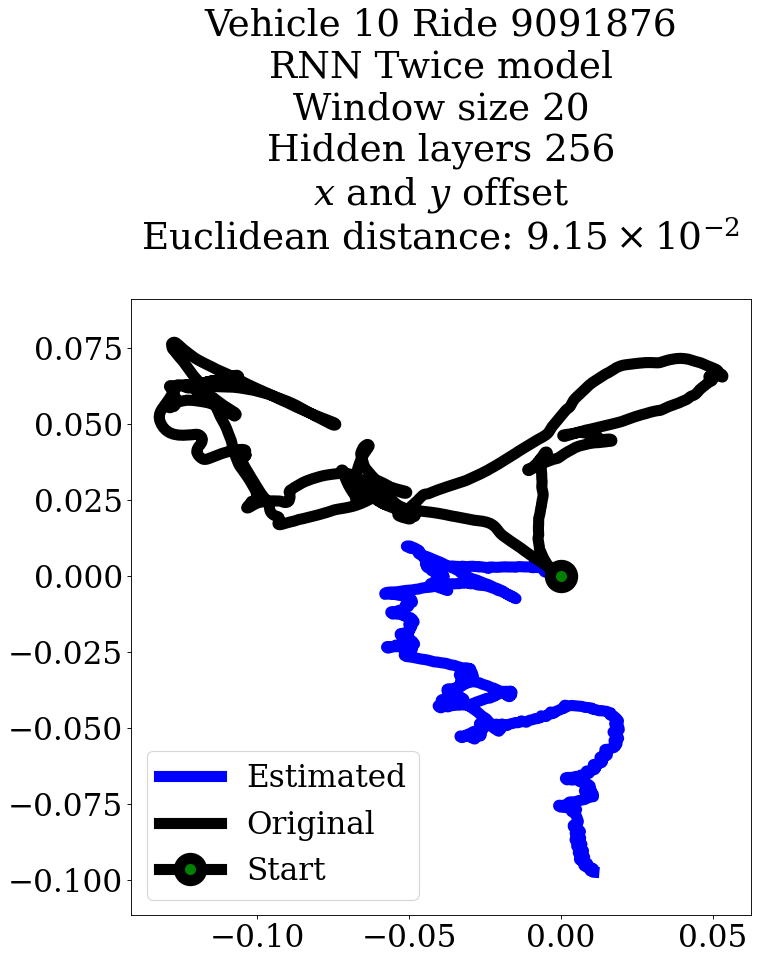 Vehicle 10 Ride 9091876
RNN Twice model
Window size 20
Hidden layers 256
x and y offset
Euclidean distance: 9.15 × 10⁻²
0.075
0.050
0.025
0.000
−0.025
−0.050
−0.075
−0.100
Estimated
Original
Start
−0.10
−0.05
0.00
0.05